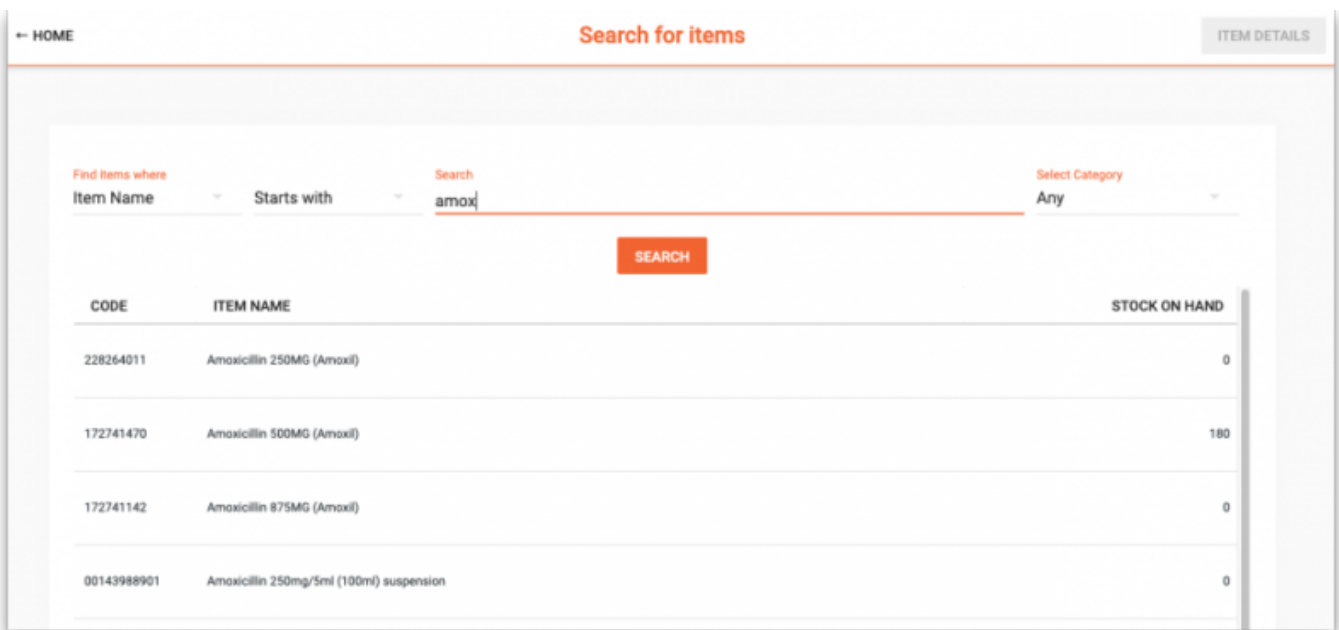 ← HOME Search for items ITEM DETAILS
Find Items where Search Select Category
Item Name Starts with amox Any
SEARCH
CODE ITEM NAME STOCK ON HAND
228264011 Amoxicillin 250MG (Amoxil) 0
172741470 Amoxicillin 500MG (Amoxil) 180
172741142 Amoxicillin 875MG (Amoxil) 0
00143988901 Amoxicillin 250mg/5ml (100ml) suspension 0